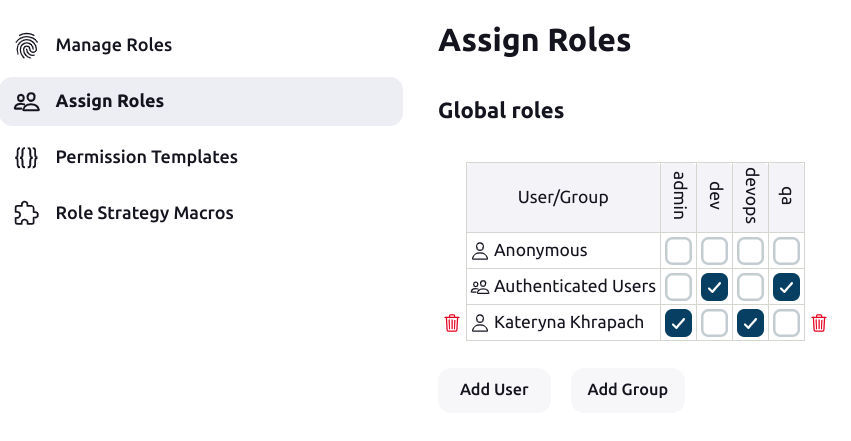 Manage Roles
Assign Roles
Permission Templates
Role Strategy Macros
Assign Roles
Global roles
User/Group admin dev devops qa
Anonymous
Authenticated Users
Kateryna Khrapach
Add User Add Group